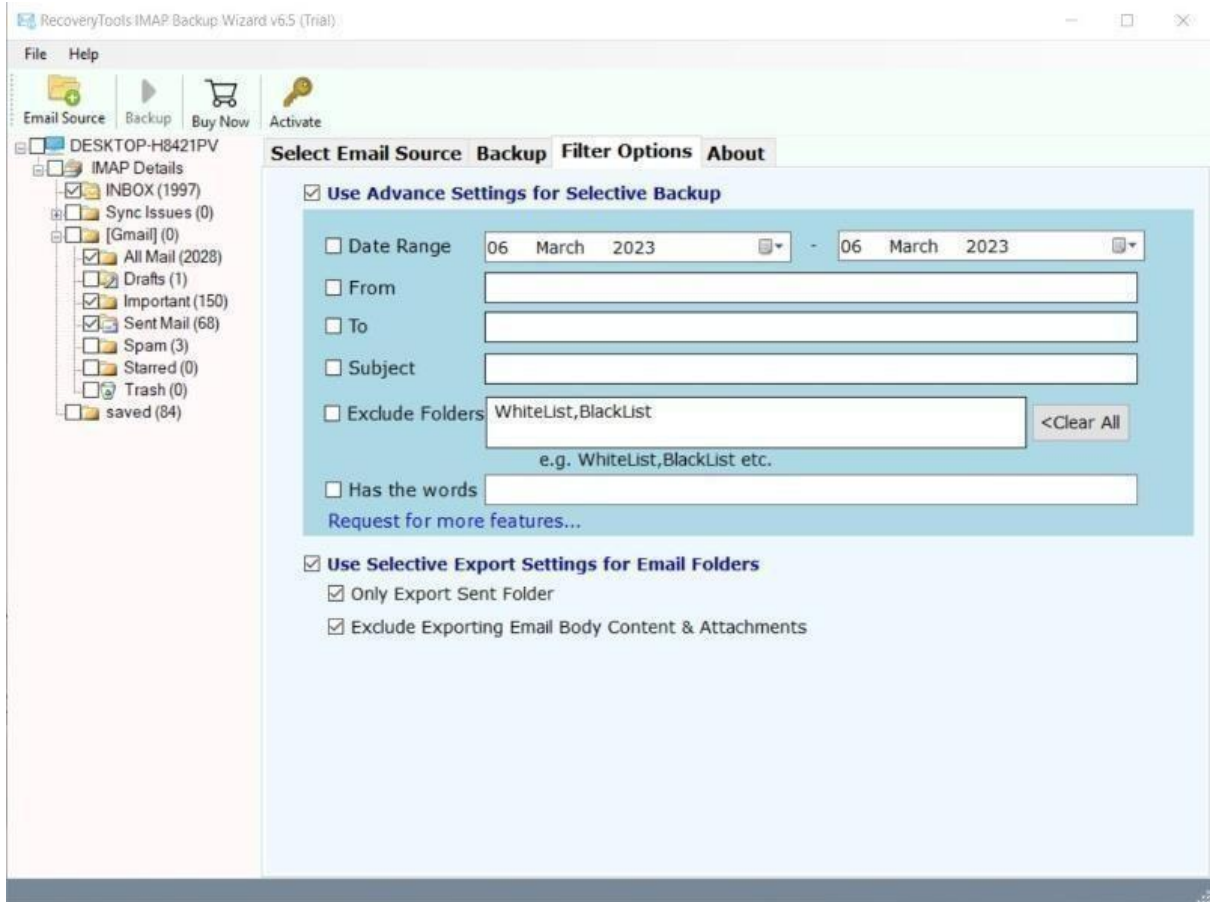 RecoveryTools IMAP Backup Wizard v6.5 (Trial)
File Help
Email Source Backup Buy Now Activate
DESKTOP-H8421PV
IMAP Details
INBOX (1997)
Sync Issues (0)
[Gmail] (0)
All Mail (2028)
Drafts (1)
Important (150)
Sent Mail (68)
Spam (3)
Starred (0)
Trash (0)
saved (84)
Select Email Source Backup Filter Options About
Use Advance Settings for Selective Backup
Date Range 06 March 2023 - 06 March 2023
From
To
Subject
Exclude Folders WhiteList,BlackList <Clear All
e.g. WhiteList,BlackList etc.
Has the words
Request for more features...
Use Selective Export Settings for Email Folders
Only Export Sent Folder
Exclude Exporting Email Body Content & Attachments